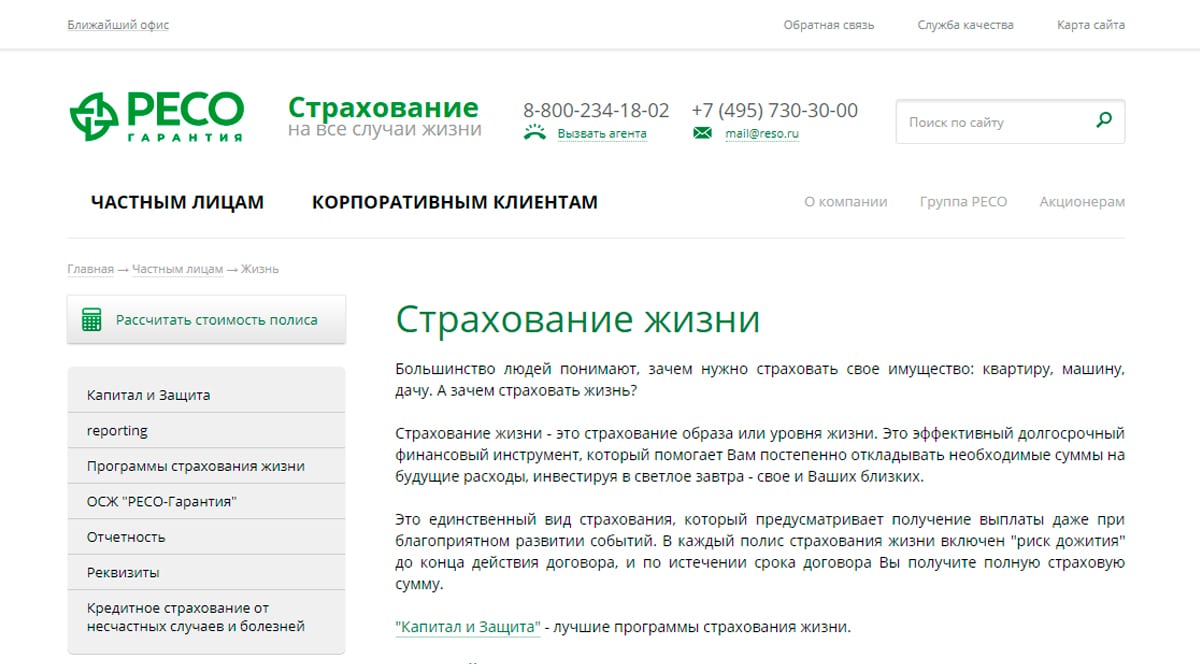 Ближайший офис
Обратная связь Служба качества Карта сайта
РЕСО
ГАРАНТИЯ
Страхование
на все случаи жизни
8-800-234-18-02 +7 (495) 730-30-00
Вызвать агента mail@reso.ru
Поиск по сайту
ЧАСТНЫМ ЛИЦАМ КОРПОРАТИВНЫМ КЛИЕНТАМ
О компании Группа РЕСО Акционерам
Главная → Частным лицам → Жизнь
Рассчитать стоимость полиса
Капитал и Защита
reporting
Программы страхования жизни
ОСЖ "РЕСО-Гарантия"
Отчетность
Реквизиты
Кредитное страхование от
несчастных случаев и болезней
Страхование жизни
Большинство людей понимают, зачем нужно страховать свое имущество: квартиру, машину,
дачу. А зачем страховать жизнь?
Страхование жизни - это страхование образа или уровня жизни. Это эффективный долгосрочный
финансовый инструмент, который помогает Вам постепенно откладывать необходимые суммы на
будущие расходы, инвестируя в светлое завтра - свое и Ваших близких.
Это единственный вид страхования, который предусматривает получение выплаты даже при
благоприятном развитии событий. В каждый полис страхования жизни включен "риск дожития"
до конца действия договора, и по истечении срока договора Вы получите полную страховую
сумму.
"Капитал и Защита" - лучшие программы страхования жизни.